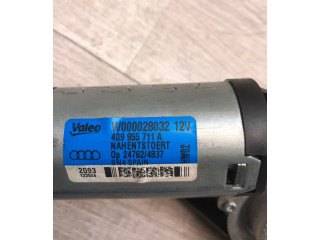 Valeo W000028032 12V
4G9 955 711 A
NAHENTSTOERT
Op. 24762/4837
2093